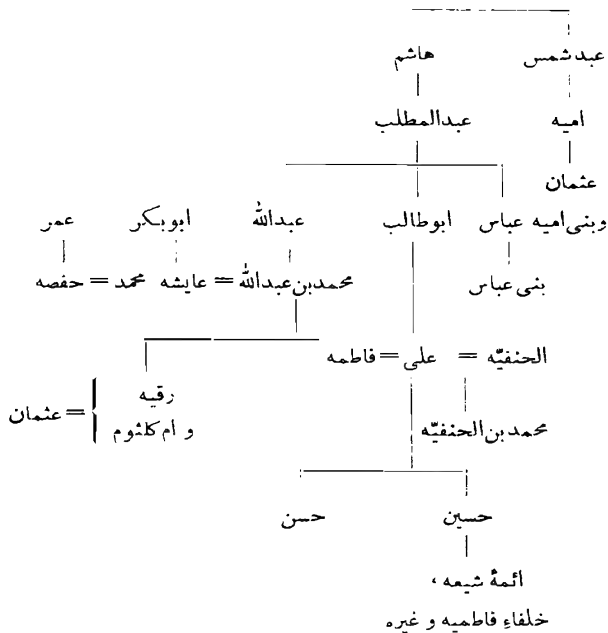 عبدشمس هاشم
امیه عبدالمطلب
عثمان
و بنی امیه عباس ابوطالب عبدالله ابوبکر عمر
بنی عباس محمدبن‌عبدالله = عایشه محمد = حفصه
الحنفیّه = علی = فاطمه
رقیه
و ام کلثوم } = عثمان
محمدبن‌الحنفیّه
حسین حسن
ائمهٔ شیعه ،
خلفاءِ فاطمیه و غیره